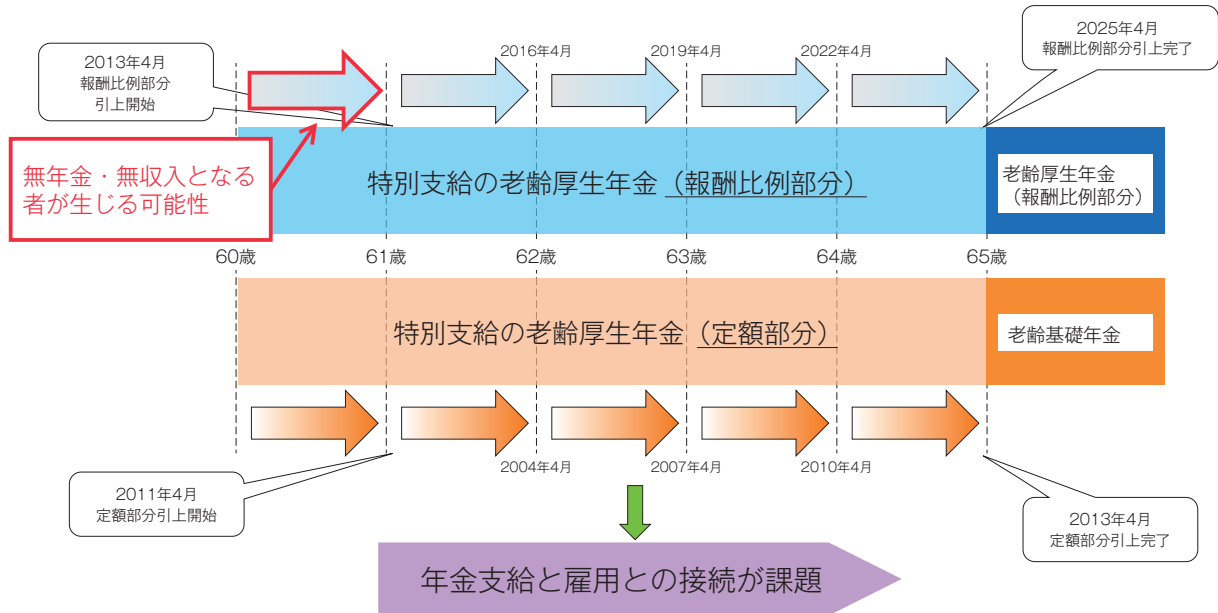 2013年4月
報酬比例部分
引上開始
2016年4月
2019年4月
2022年4月
2025年4月
報酬比例部分引上完了
無年金・無収入となる
者が生じる可能性
特別支給の老齢厚生年金（報酬比例部分）
老齢厚生年金
（報酬比例部分）
60歳
61歳
62歳
63歳
64歳
65歳
特別支給の老齢厚生年金（定額部分）
老齢基礎年金
2011年4月
定額部分引上開始
2004年4月
2007年4月
2010年4月
2013年4月
定額部分引上完了
年金支給と雇用との接続が課題